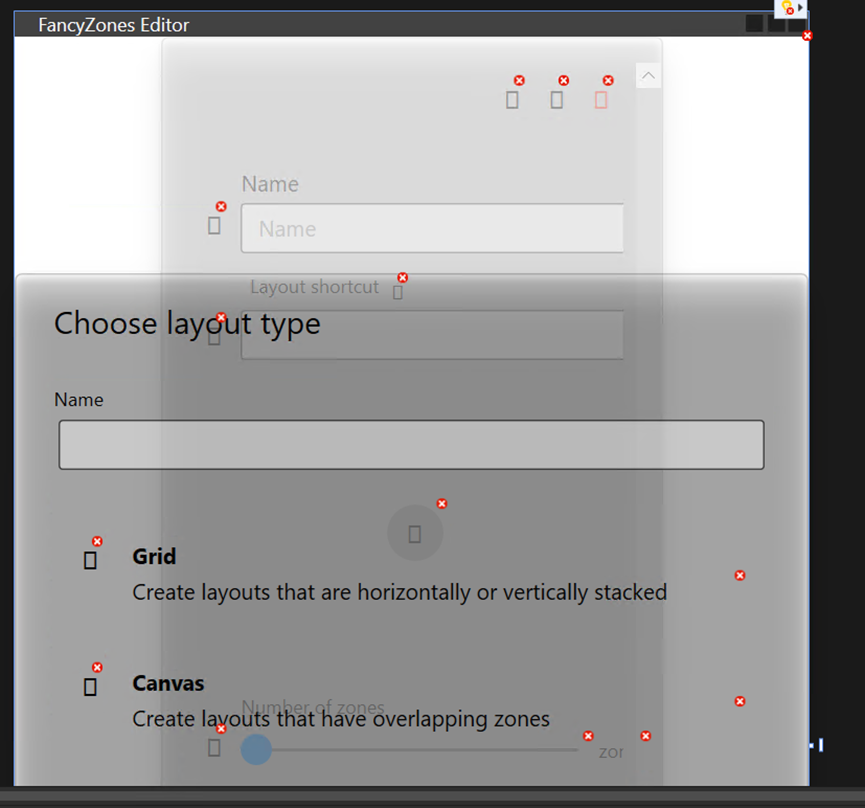 FancyZones Editor
Name
Name
Layout shortcut
Choose layout type
Name
Grid
Create layouts that are horizontally or vertically stacked
Canvas
Number of zones
Create layouts that have overlapping zones
zor